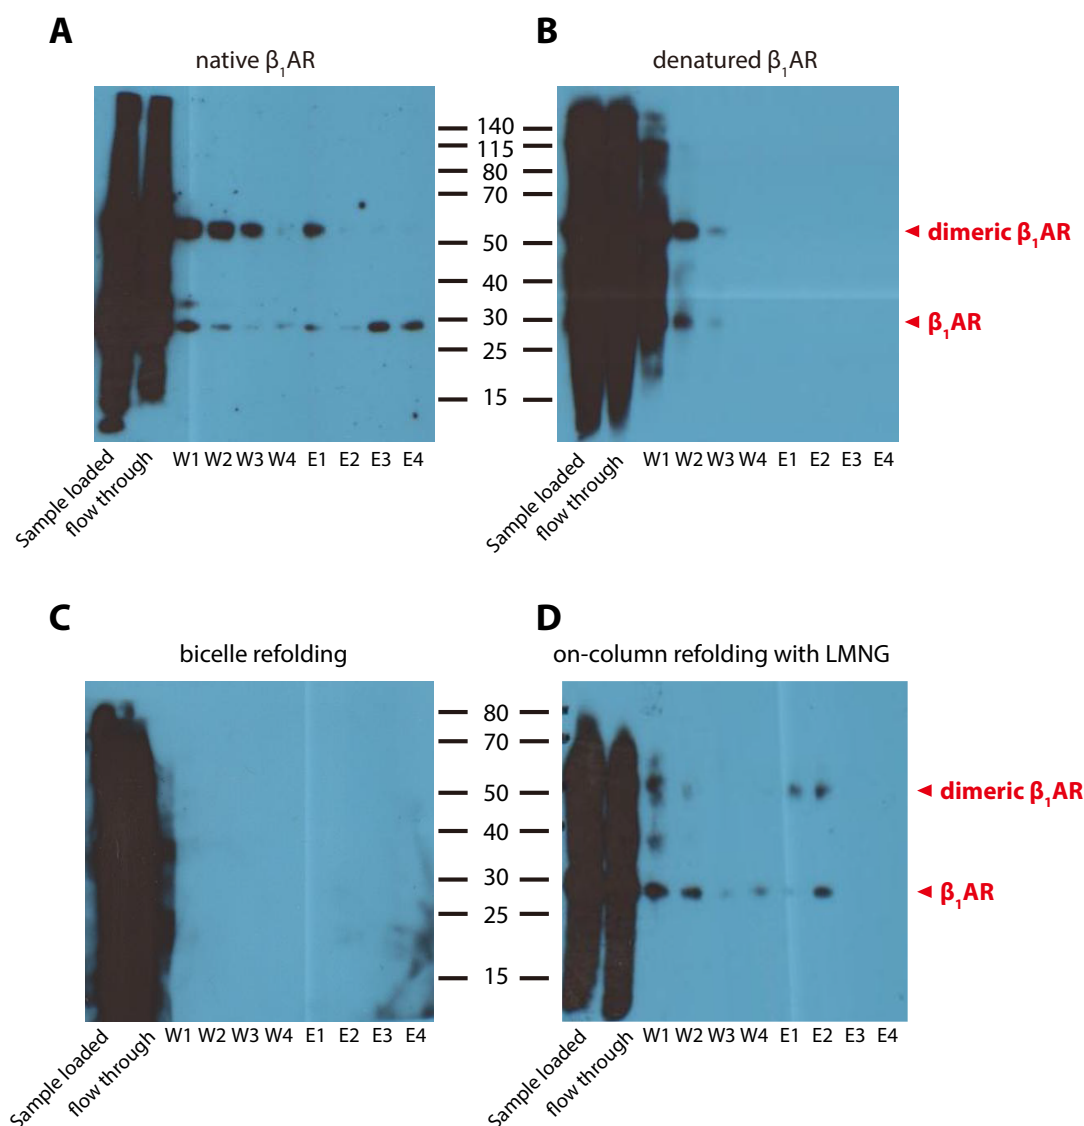 A
native β₁AR
B
denatured β₁AR
140
115
80
70
50
40
30
25
15
dimeric β₁AR
β₁AR
Sample loaded
flow through
W1 W2 W3 W4 E1 E2 E3 E4
Sample loaded
flow through
W1 W2 W3 W4 E1 E2 E3 E4
C
bicelle refolding
D
on-column refolding with LMNG
80
70
50
40
30
25
15
dimeric β₁AR
β₁AR
Sample loaded
flow through
W1 W2 W3 W4 E1 E2 E3 E4
Sample loaded
flow through
W1 W2 W3 W4 E1 E2 E3 E4